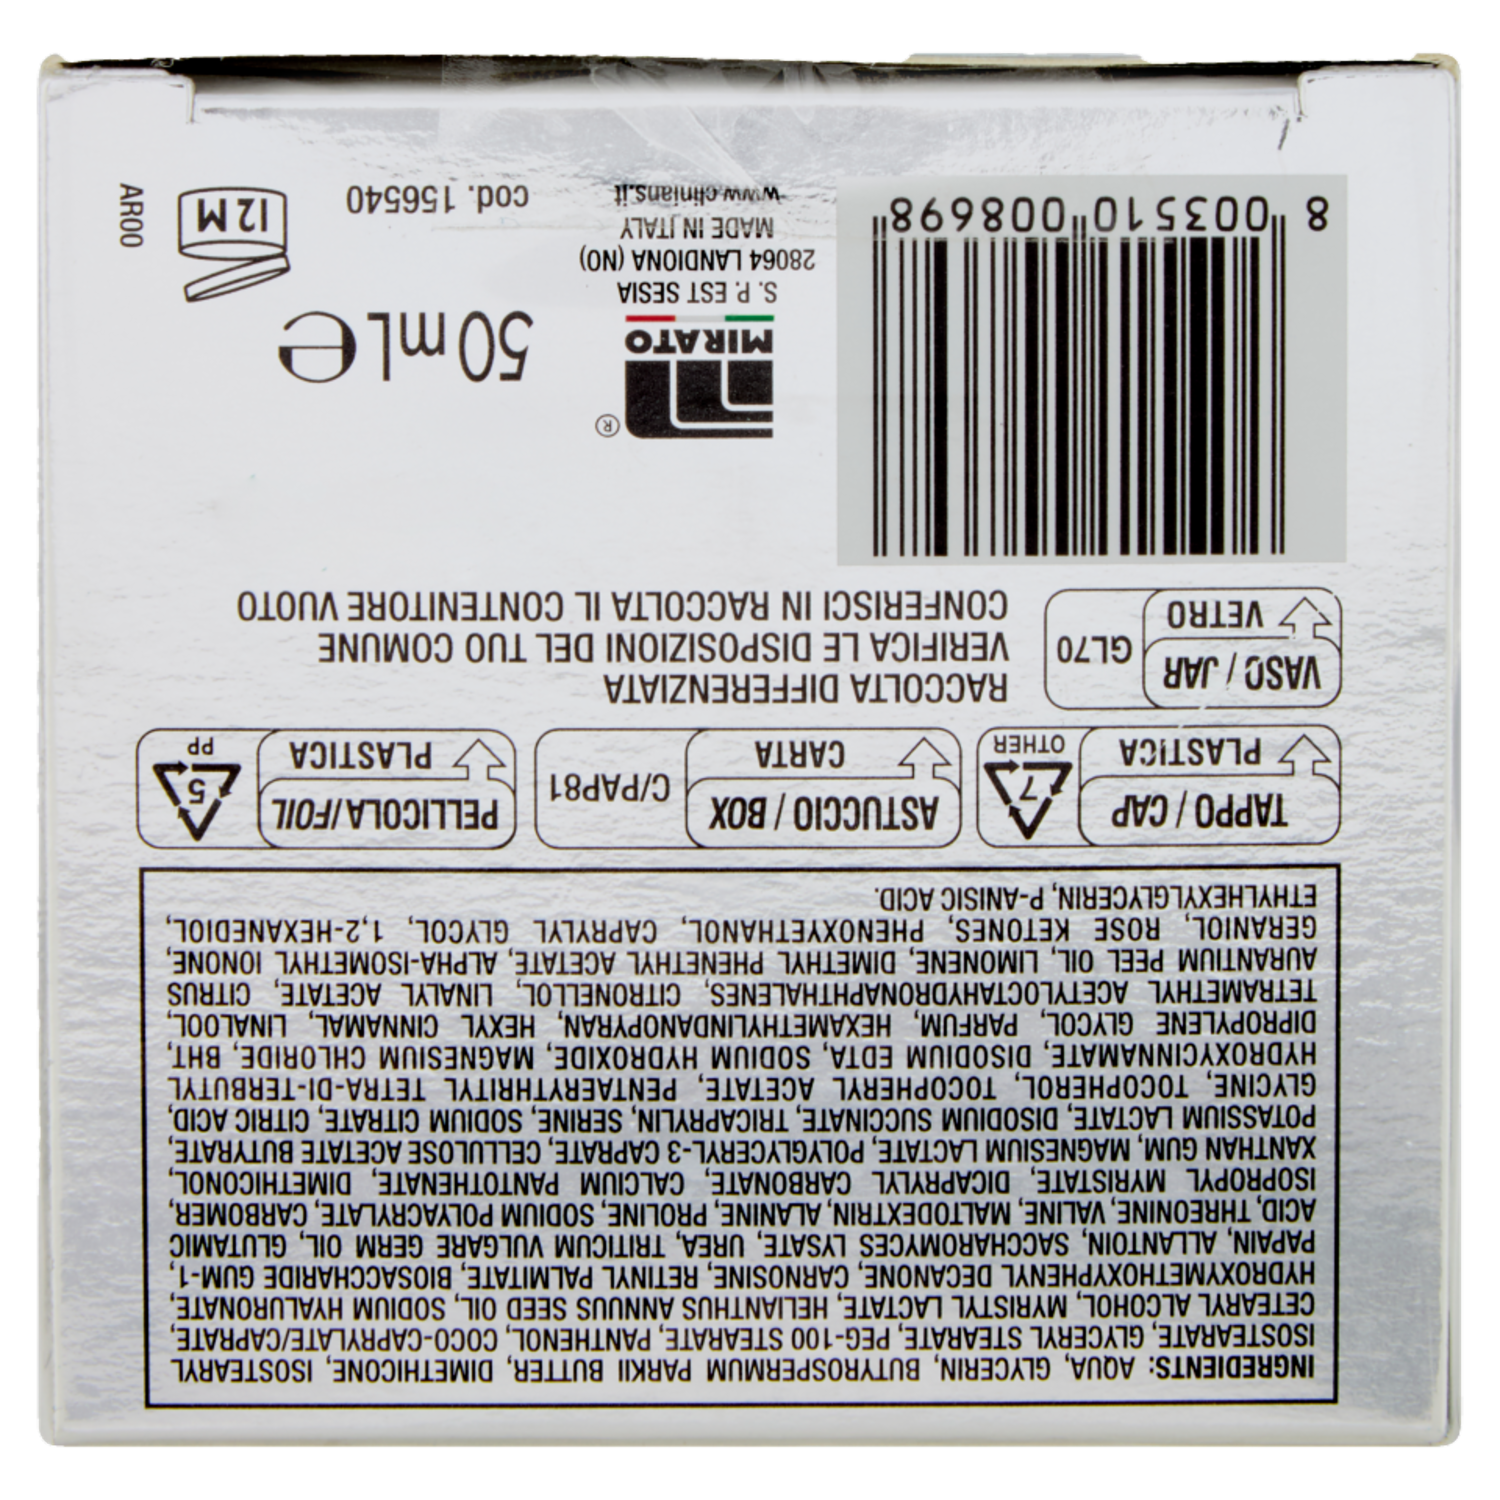 INGREDIENTS: AQUA, GLYCERIN, BUTYROSPERMUM PARKII BUTTER, DIMETHICONE, ISOSTEARYL
ISOSTEARATE, GLYCERYL STEARATE, PEG-100 STEARATE, PANTHENOL, COCO-CAPRYLATE/CAPRATE,
CETEARYL ALCOHOL, MYRISTYL LACTATE, HELIANTHUS ANNUUS SEED OIL, SODIUM HYALURONATE,
HYDROXYMETHOXYPHENYL DECANONE, CARNOSINE, RETINYL PALMITATE, BIOSACCHARIDE GUM-1,
PAPAIN, ALLANTOIN, SACCHAROMYCES LYSATE, UREA, TRITICUM VULGARE GERM OIL, GLUTAMIC
ACID, THREONINE, VALINE, MALTODEXTRIN, ALANINE, PROLINE, SODIUM POLYACRYLATE, CARBOMER,
ISOPROPYL MYRISTATE, DICAPRYLYL CARBONATE, CALCIUM PANTOTHENATE, DIMETHICONOL,
XANTHAN GUM, MAGNESIUM LACTATE, POLYGLYCERYL-3 CAPRATE, CELLULOSE ACETATE BUTYRATE,
POTASSIUM LACTATE, DISODIUM SUCCINATE, TRICAPRYLIN, SERINE, SODIUM CITRATE, CITRIC ACID,
GLYCINE, TOCOPHEROL, TOCOPHERYL ACETATE, PENTAERYTHRITYL TETRA-DI-TERBUTYL
HYDROXYCINNAMATE, DISODIUM EDTA, SODIUM HYDROXIDE, MAGNESIUM CHLORIDE, BHT,
DIPROPYLENE GLYCOL, PARFUM, HEXAMETHYLINDANOPYRAN, HEXYL CINNAMAL, LINALOOL,
TETRAMETHYL ACETYLOCTAHYDRONAPHTHALENES, CITRONELLOL, LINALYL ACETATE, CITRUS
AURANTIUM PEEL OIL, LIMONENE, DIMETHYL PHENETHYL ACETATE, ALPHA-ISOMETHYL IONONE,
GERANIOL, ROSE KETONES, PHENOXYETHANOL, CAPRYLYL GLYCOL, 1,2-HEXANEDIOL,
ETHYLHEXYLGLYCERIN, P-ANISIC ACID.
TAPPO / CAP
PLASTICA
7
OTHER
ASTUCCIO / BOX
CARTA
C/PAP81
PELLICOLA/FOIL
PLASTICA
5
PP
VASO / JAR
VETRO
GL70
RACCOLTA DIFFERENZIATA
VERIFICA LE DISPOSIZIONI DEL TUO COMUNE
CONFERISCI IN RACCOLTA IL CONTENITORE VUOTO
8 003510 008698
®
MIRATO
S. P. EST SESIA
28064 LANDIONA (NO)
MADE IN ITALY
www.clinians.it
50 mL e
cod. 156540
12M
AR00